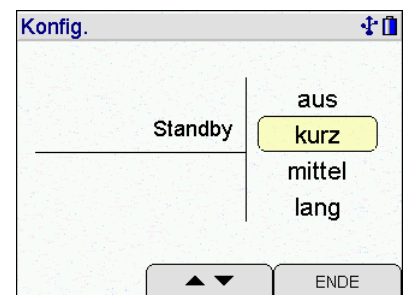 Konfig.
aus
Standby
kurz
mittel
lang
ENDE